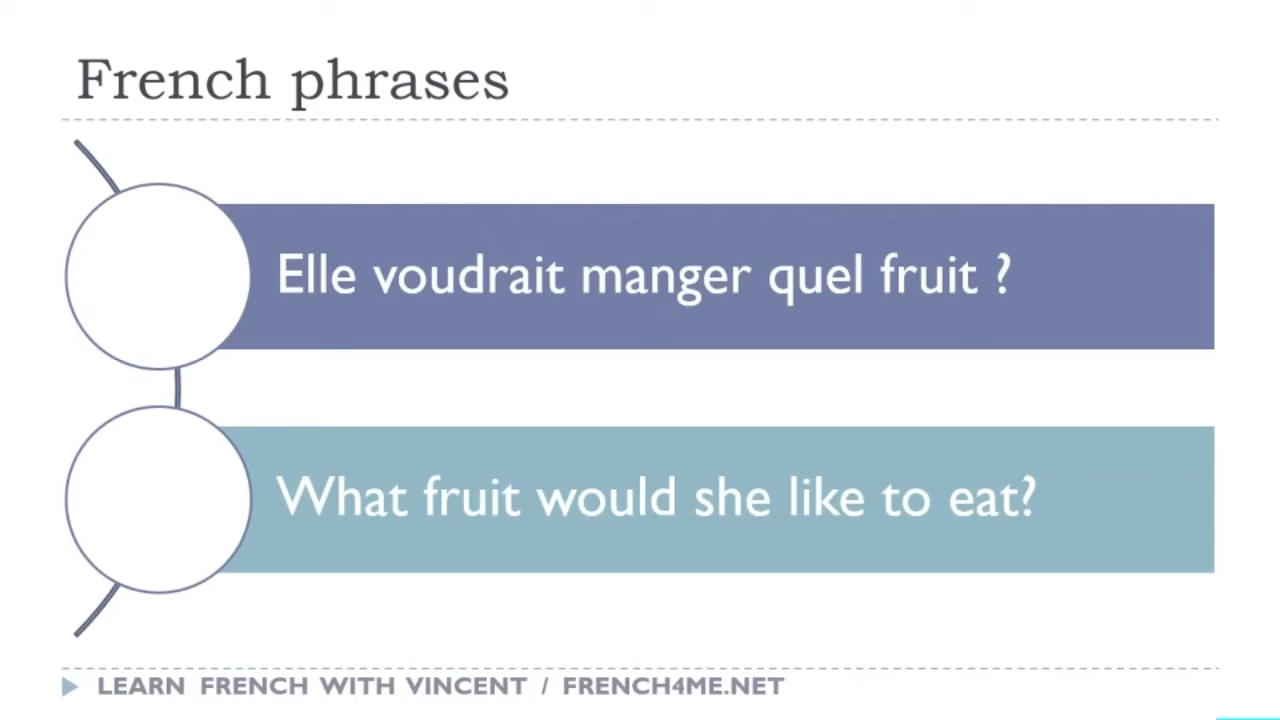 French phrases
Elle voudrait manger quel fruit ?
What fruit would she like to eat?
LEARN FRENCH WITH VINCENT / FRENCH4ME.NET